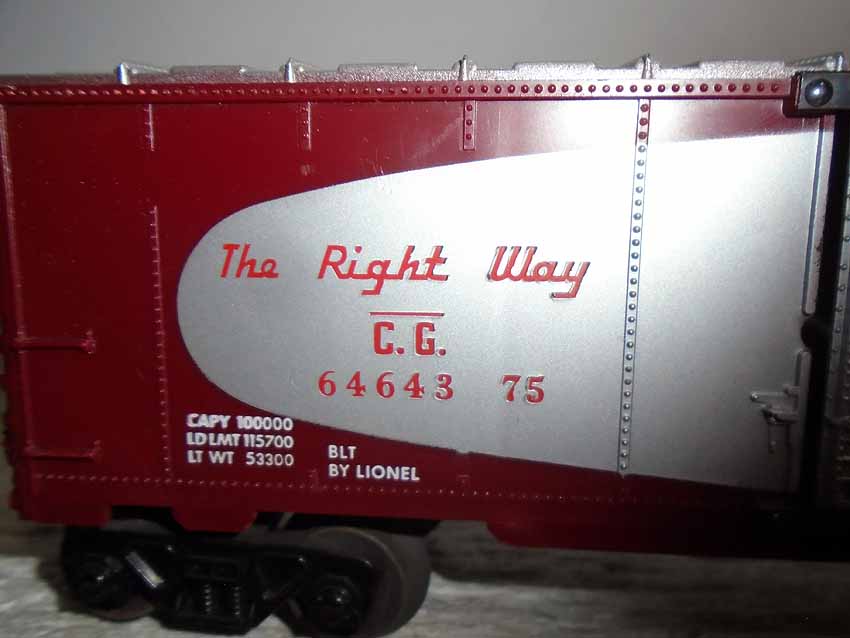 The Right Way
C. G.
64643 75
CAPY 100000
LD LMT 115700
LT WT 53300
BLT
BY LIONEL